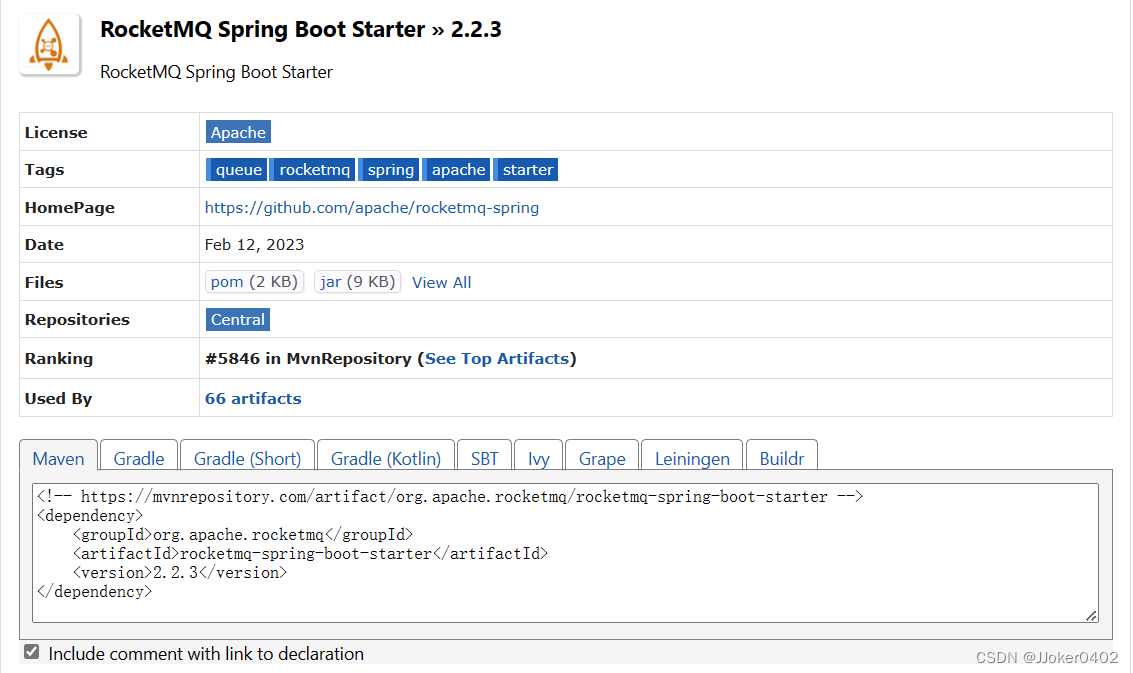 RocketMQ Spring Boot Starter » 2.2.3
RocketMQ Spring Boot Starter
License Apache
Tags queue rocketmq spring apache starter
HomePage https://github.com/apache/rocketmq-spring
Date Feb 12, 2023
Files pom (2 KB) jar (9 KB) View All
Repositories Central
Ranking #5846 in MvnRepository (See Top Artifacts)
Used By 66 artifacts
Maven Gradle Gradle (Short) Gradle (Kotlin) SBT Ivy Grape Leiningen Buildr
<!-- https://mvnrepository.com/artifact/org.apache.rocketmq/rocketmq-spring-boot-starter -->
<dependency>
    <groupId>org.apache.rocketmq</groupId>
    <artifactId>rocketmq-spring-boot-starter</artifactId>
    <version>2.2.3</version>
</dependency>
Include comment with link to declaration
CSDN @JJoker0402